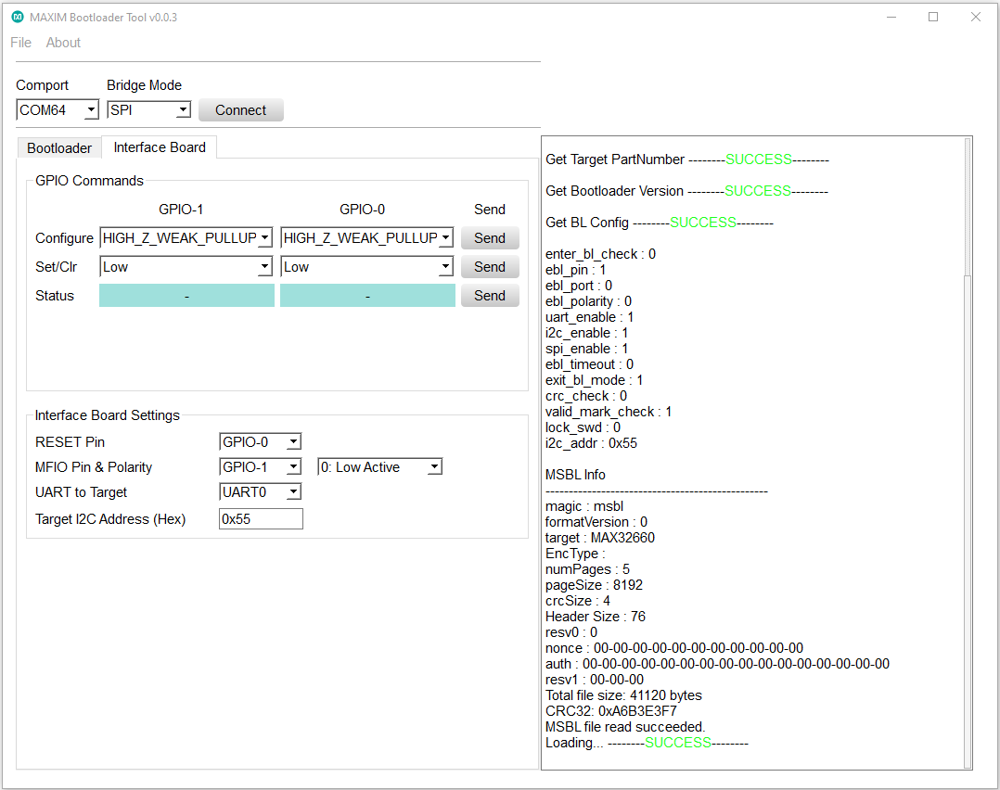 MAXIM Bootloader Tool v0.0.3
File About
Comport Bridge Mode
COM64 SPI Connect
Bootloader Interface Board
GPIO Commands
GPIO-1 GPIO-0 Send
Configure HIGH_Z_WEAK_PULLUP HIGH_Z_WEAK_PULLUP Send
Set/Clr Low Low Send
Status - - Send
Interface Board Settings
RESET Pin GPIO-0
MFIO Pin & Polarity GPIO-1 0: Low Active
UART to Target UART0
Target I2C Address (Hex) 0x55
Get Target PartNumber --------SUCCESS--------
Get Bootloader Version --------SUCCESS--------
Get BL Config --------SUCCESS--------
enter_bl_check : 0
ebl_pin : 1
ebl_port : 0
ebl_polarity : 0
uart_enable : 1
i2c_enable : 1
spi_enable : 1
ebl_timeout : 0
exit_bl_mode : 1
crc_check : 0
valid_mark_check : 1
lock_swd : 0
i2c_addr : 0x55
MSBL Info
------------------------------------------------
magic : msbl
formatVersion : 0
target : MAX32660
EncType :
numPages : 5
pageSize : 8192
crcSize : 4
Header Size : 76
resv0 : 0
nonce : 00-00-00-00-00-00-00-00-00-00-00
auth : 00-00-00-00-00-00-00-00-00-00-00-00-00-00-00-00
resv1 : 00-00-00
Total file size: 41120 bytes
CRC32: 0xA6B3E3F7
MSBL file read succeeded.
Loading... --------SUCCESS--------